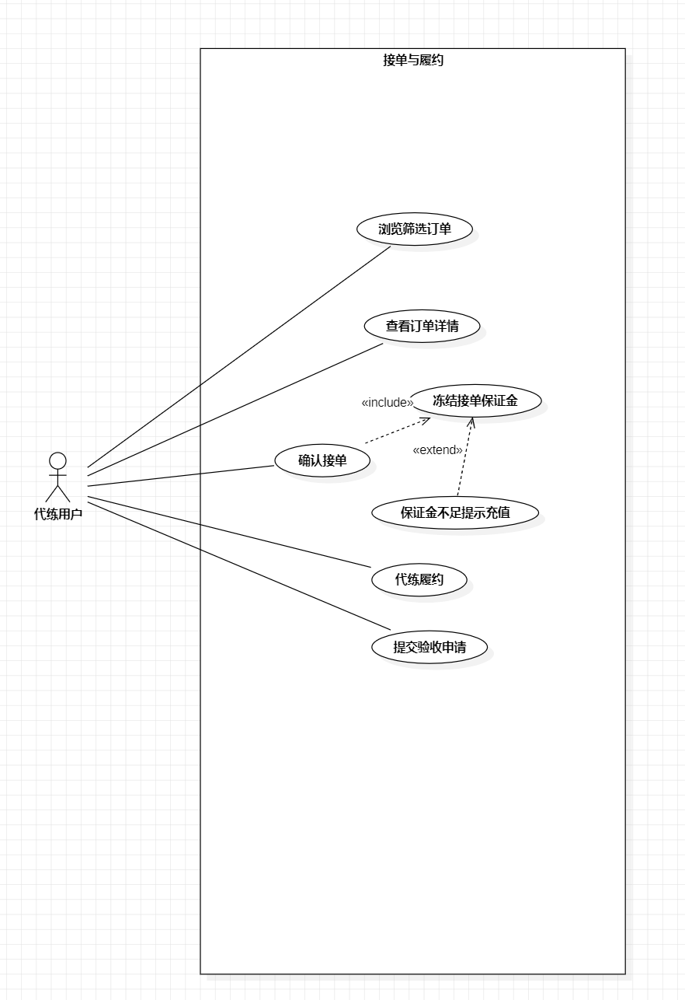 接单与履约
浏览筛选订单
查看订单详情
«include»
冻结接单保证金
«extend»
确认接单
代练用户
保证金不足提示充值
代练履约
提交验收申请